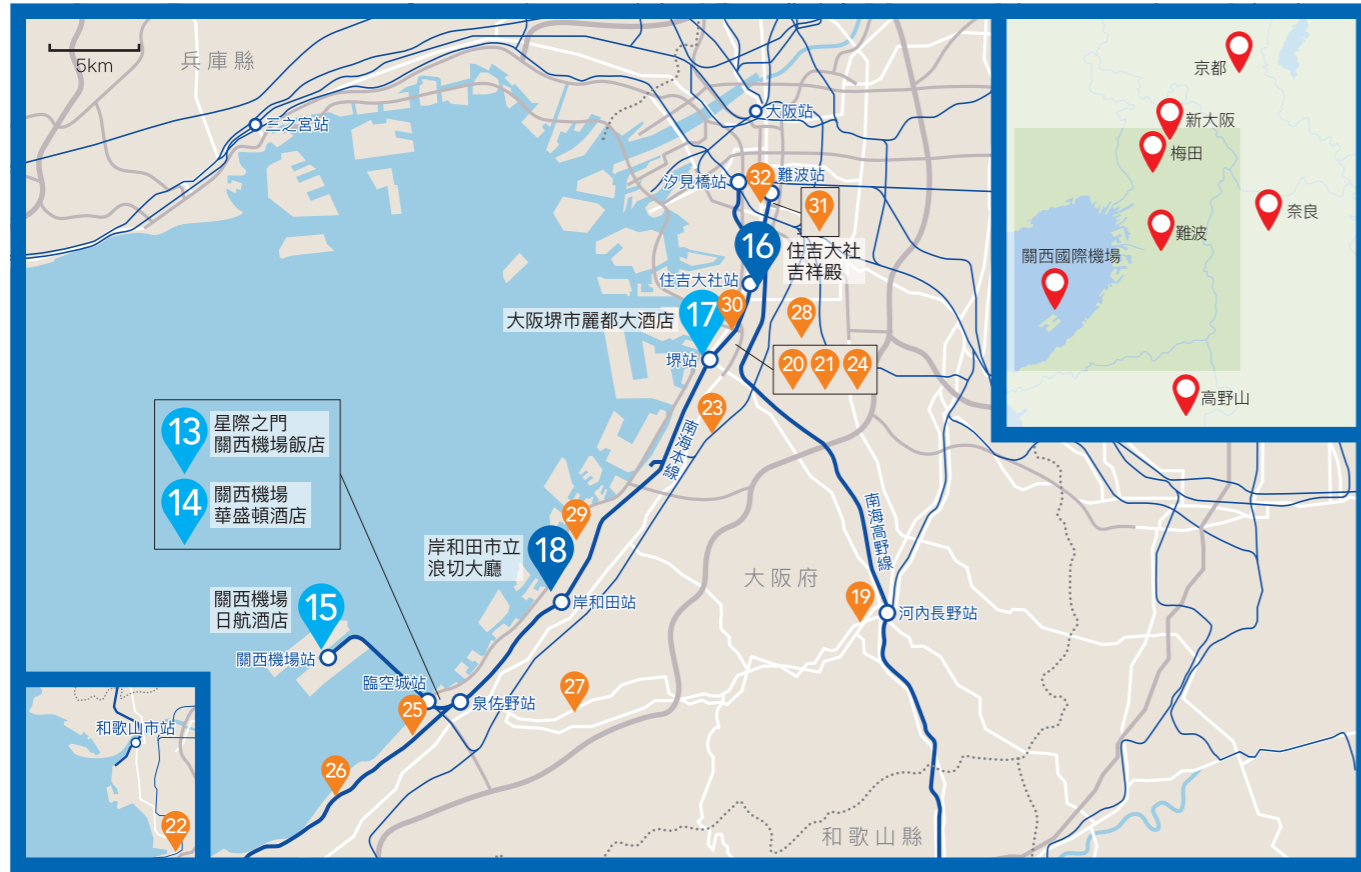 5km
兵庫縣
三之宮站
大阪站
汐見橋站
32
難波站
31
16
住吉大社
吉祥殿
住吉大社站
17
30
大阪堺市麗都大酒店
28
堺站
20
21
24
23
南海本線
13
星際之門
關西機場飯店
14
關西機場
華盛頓酒店
29
18
岸和田市立
浪切大廳
岸和田站
南海高野線
大阪府
19
河內長野站
關西機場
日航酒店
15
關西機場站
臨空城站
25
泉佐野站
27
26
和歌山縣
和歌山市站
22
京都
新大阪
梅田
奈良
難波
關西國際機場
高野山